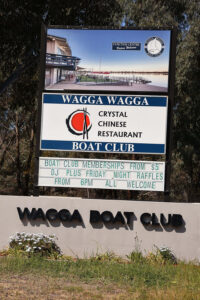 WAGGA WAGGA
CRYSTAL
CHINESE
RESTAURANT
BOAT CLUB
BOAT CLUB MEMBERSHIPS FROM $5
DJ PLUS FRIDAY NIGHT RAFFLES
FROM 6PM ALL WELCOME
WAGGA BOAT CLUB